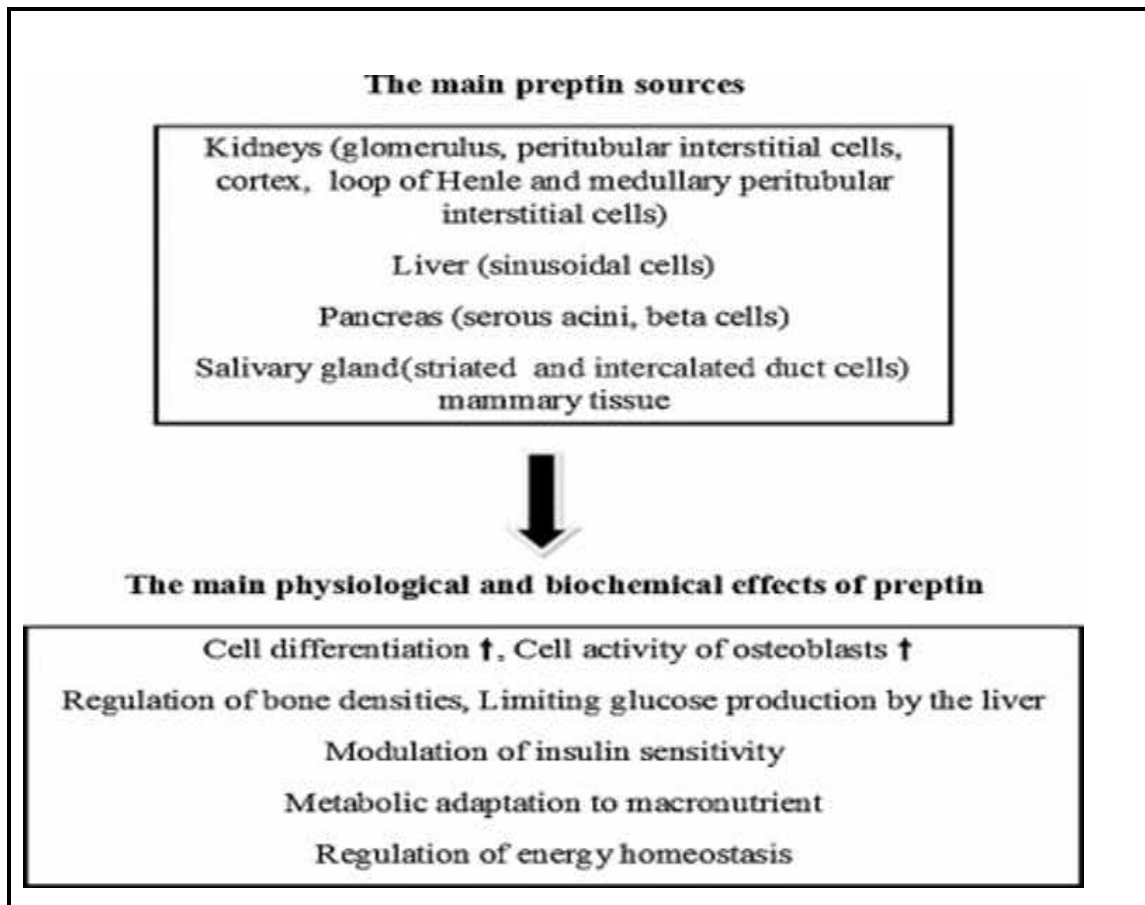 The main preptin sources
Kidneys (glomerulus, peritubular interstitial cells,
cortex, loop of Henle and medullary peritubular
interstitial cells)
Liver (sinusoidal cells)
Pancreas (serous acini, beta cells)
Salivary gland(striated and intercalated duct cells)
mammary tissue
The main physiological and biochemical effects of preptin
Cell differentiation ↑, Cell activity of osteoblasts ↑
Regulation of bone densities, Limiting glucose production by the liver
Modulation of insulin sensitivity
Metabolic adaptation to macronutrient
Regulation of energy homeostasis